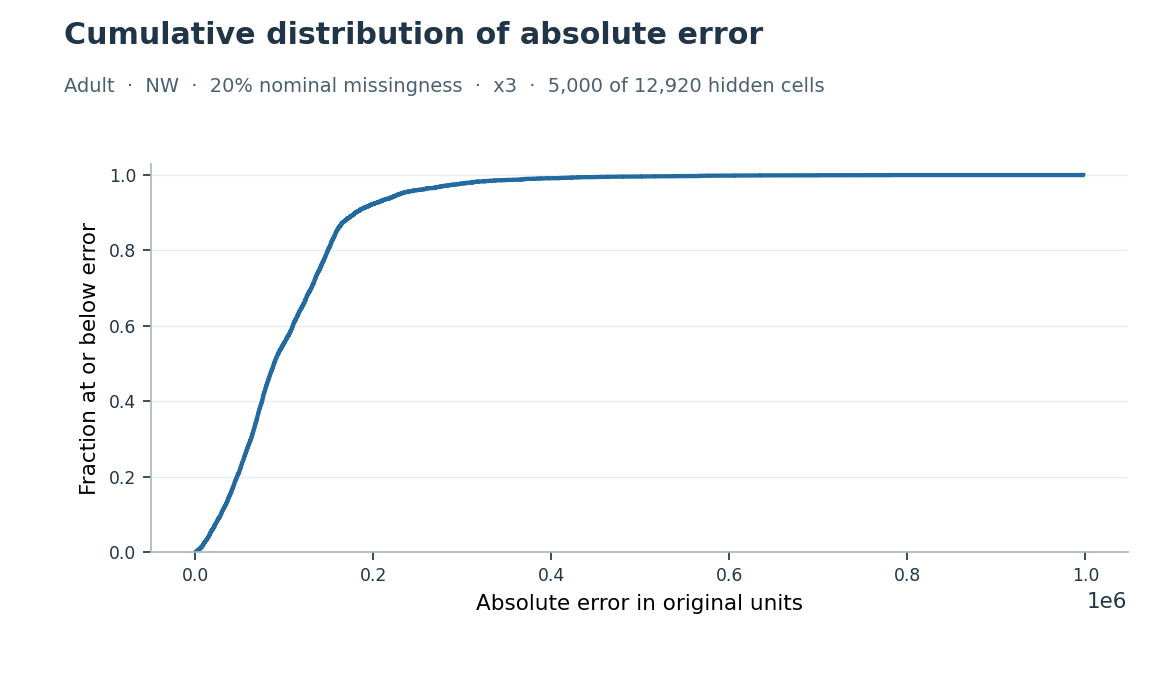 Cumulative distribution of absolute error
Adult · NW · 20% nominal missingness · x3 · 5,000 of 12,920 hidden cells
Fraction at or below error
1.0
0.8
0.6
0.4
0.2
0.0
0.0 0.2 0.4 0.6 0.8 1.0
1e6
Absolute error in original units